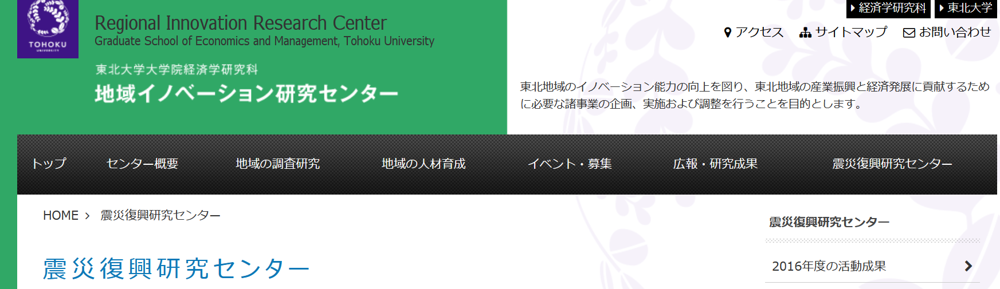 経済学研究科 東北大学
TOHOKU
UNIVERSITY
Regional Innovation Research Center
Graduate School of Economics and Management, Tohoku University
アクセス サイトマップ お問い合わせ
東北大学大学院経済学研究科
地域イノベーション研究センター
東北地域のイノベーション能力の向上を図り、東北地域の産業振興と経済発展に貢献するため
に必要な諸事業の企画、実施および調整を行うことを目的とします。
トップ センター概要 地域の調査研究 地域の人材育成 イベント・募集 広報・研究成果 震災復興研究センター
HOME 震災復興研究センター
震災復興研究センター
震災復興研究センター
2016年度の活動成果